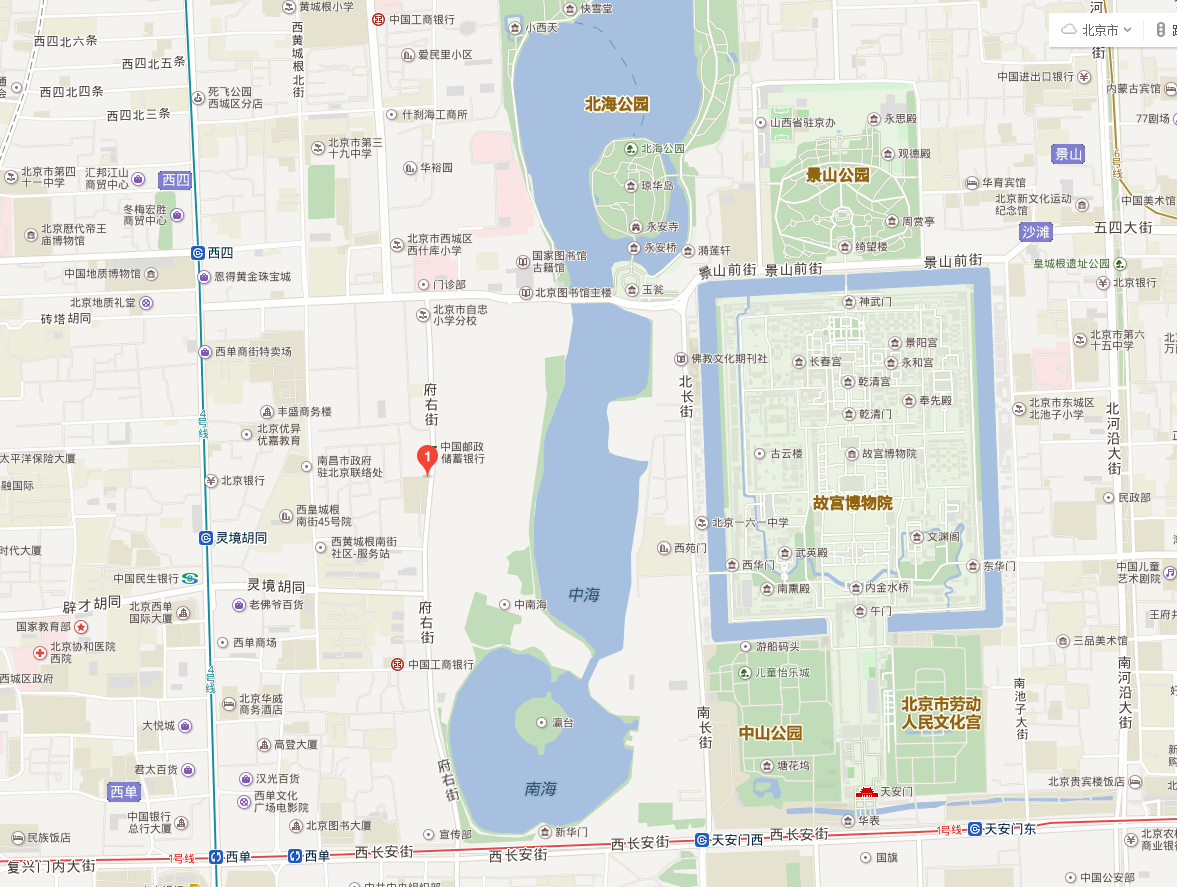 黄城根小学
中国工商银行
快雪堂
小西天
河
街
北京市
西四北六条
西黄城根北街
爱民里小区
西四北五条
中国进出口银行
内蒙古宾馆
西四北四条
死飞公园
西城区分店
北海公园
西四北三条
什刹海工商所
山西省驻京办
永思殿
77剧场
北京市第三
十九中学
北海公园
观德殿
景山
6号线
北京市第四
十一中学
汇邦江山
商贸中心
西四
华裕园
琼华岛
景山公园
华育宾馆
北京新文化运动
纪念馆
中国美术馆
冬梅宏胜
商贸中心
永安寺
周赏亭
沙滩
五四大街
北京历代帝王
庙博物馆
北京市西城区
西什库小学
永安桥
漪莲轩
绮望楼
西四
国家图书馆
古籍馆
景山前街
景山前街
景山前街
皇城根遗址公园
中国地质博物馆
恩得黄金珠宝城
门诊部
北京图书馆主楼
玉瓮
北京银行
北京地质礼堂
北京市自忠
小学分校
神武门
砖塔胡同
北京市第六
十五中学
西单商街特卖场
佛教文化期刊社
景阳宫
长春宫
永和宫
北长街
乾清宫
府右街
奉先殿
北京市东城区
北池子小学
丰盛商务楼
乾清门
北河沿大街
4号线
北京优异
优嘉教育
太平洋保险大厦
1
中国邮政
储蓄银行
古云楼
故宫博物院
南昌市政府
驻北京联络处
融国际
北京银行
故宫博物院
民政部
西皇城根
南街45号院
北京一六一中学
灵境胡同
时代大厦
西黄城根南街
社区-服务站
西苑门
武英殿
文渊阁
西华门
东华门
中国民生银行
灵境胡同
中国儿童
艺术剧院
南熏殿
内金水桥
中海
辟才胡同
北京西单
国际大厦
老佛爷百货
府右街
中南海
午门
王府井
国家教育部
西单商场
三品美术馆
北京协和医院
西院
游船码头
中国工商银行
儿童怡乐城
西城区政府
4号线
南池子大街
南河沿大街
北京华威
商务酒店
北京市劳动
人民文化宫
大悦城
瀛台
南长街
中山公园
高登大厦
君太百货
汉光百货
府右街
塘花坞
西单
南海
天安门
北京贵宾楼饭店
西单文化
广场电影院
中国银行
总行大厦
北京图书大厦
宣传部
新华门
华表
民族饭店
西长安街
天安门西
西长安街
1号线
天安门东
1号线
西单
西单
西长安街
西长安街
复兴门内大街
国旗
中国公安部